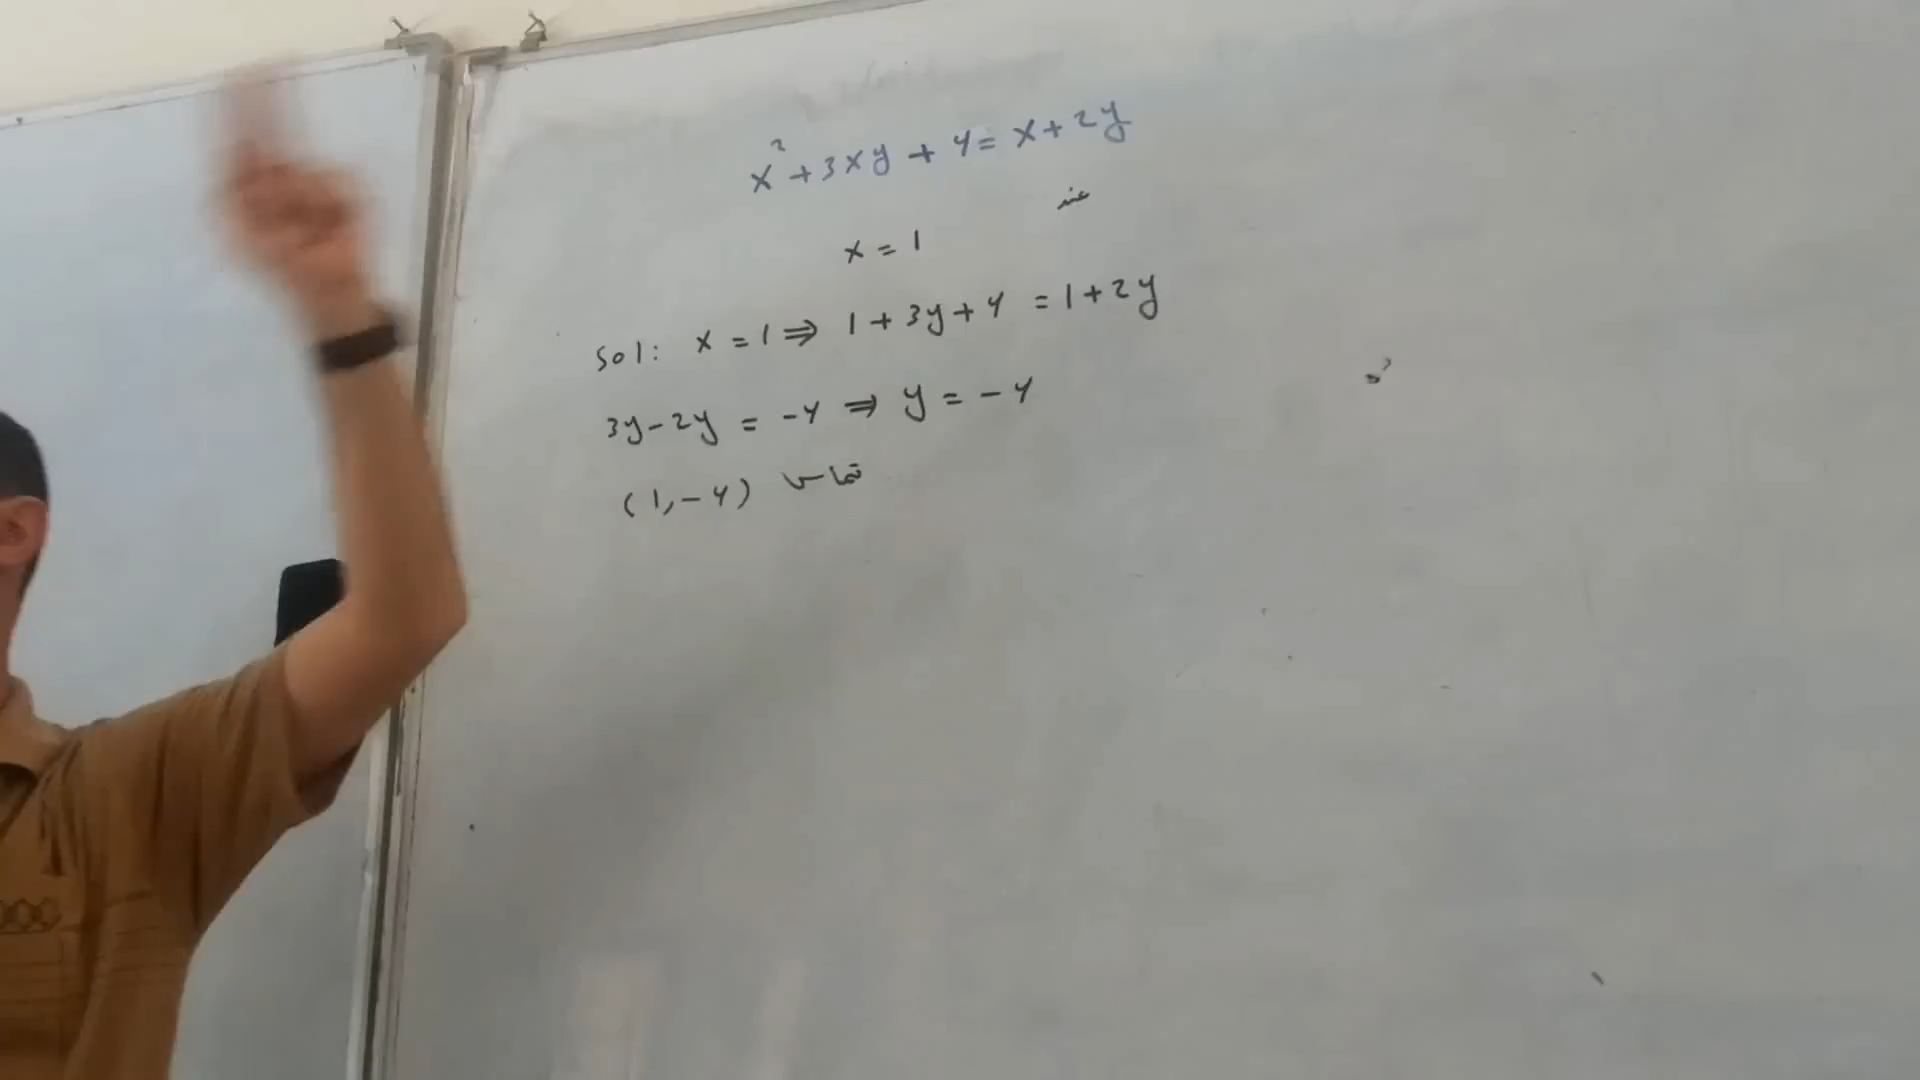 x² + 3xy + 4 = x + 2y
عند
x = 1
Sol: x = 1 ⇒ 1 + 3y + 4 = 1 + 2y
3y - 2y = -4 ⇒ y = -4
(1, -4) تماس